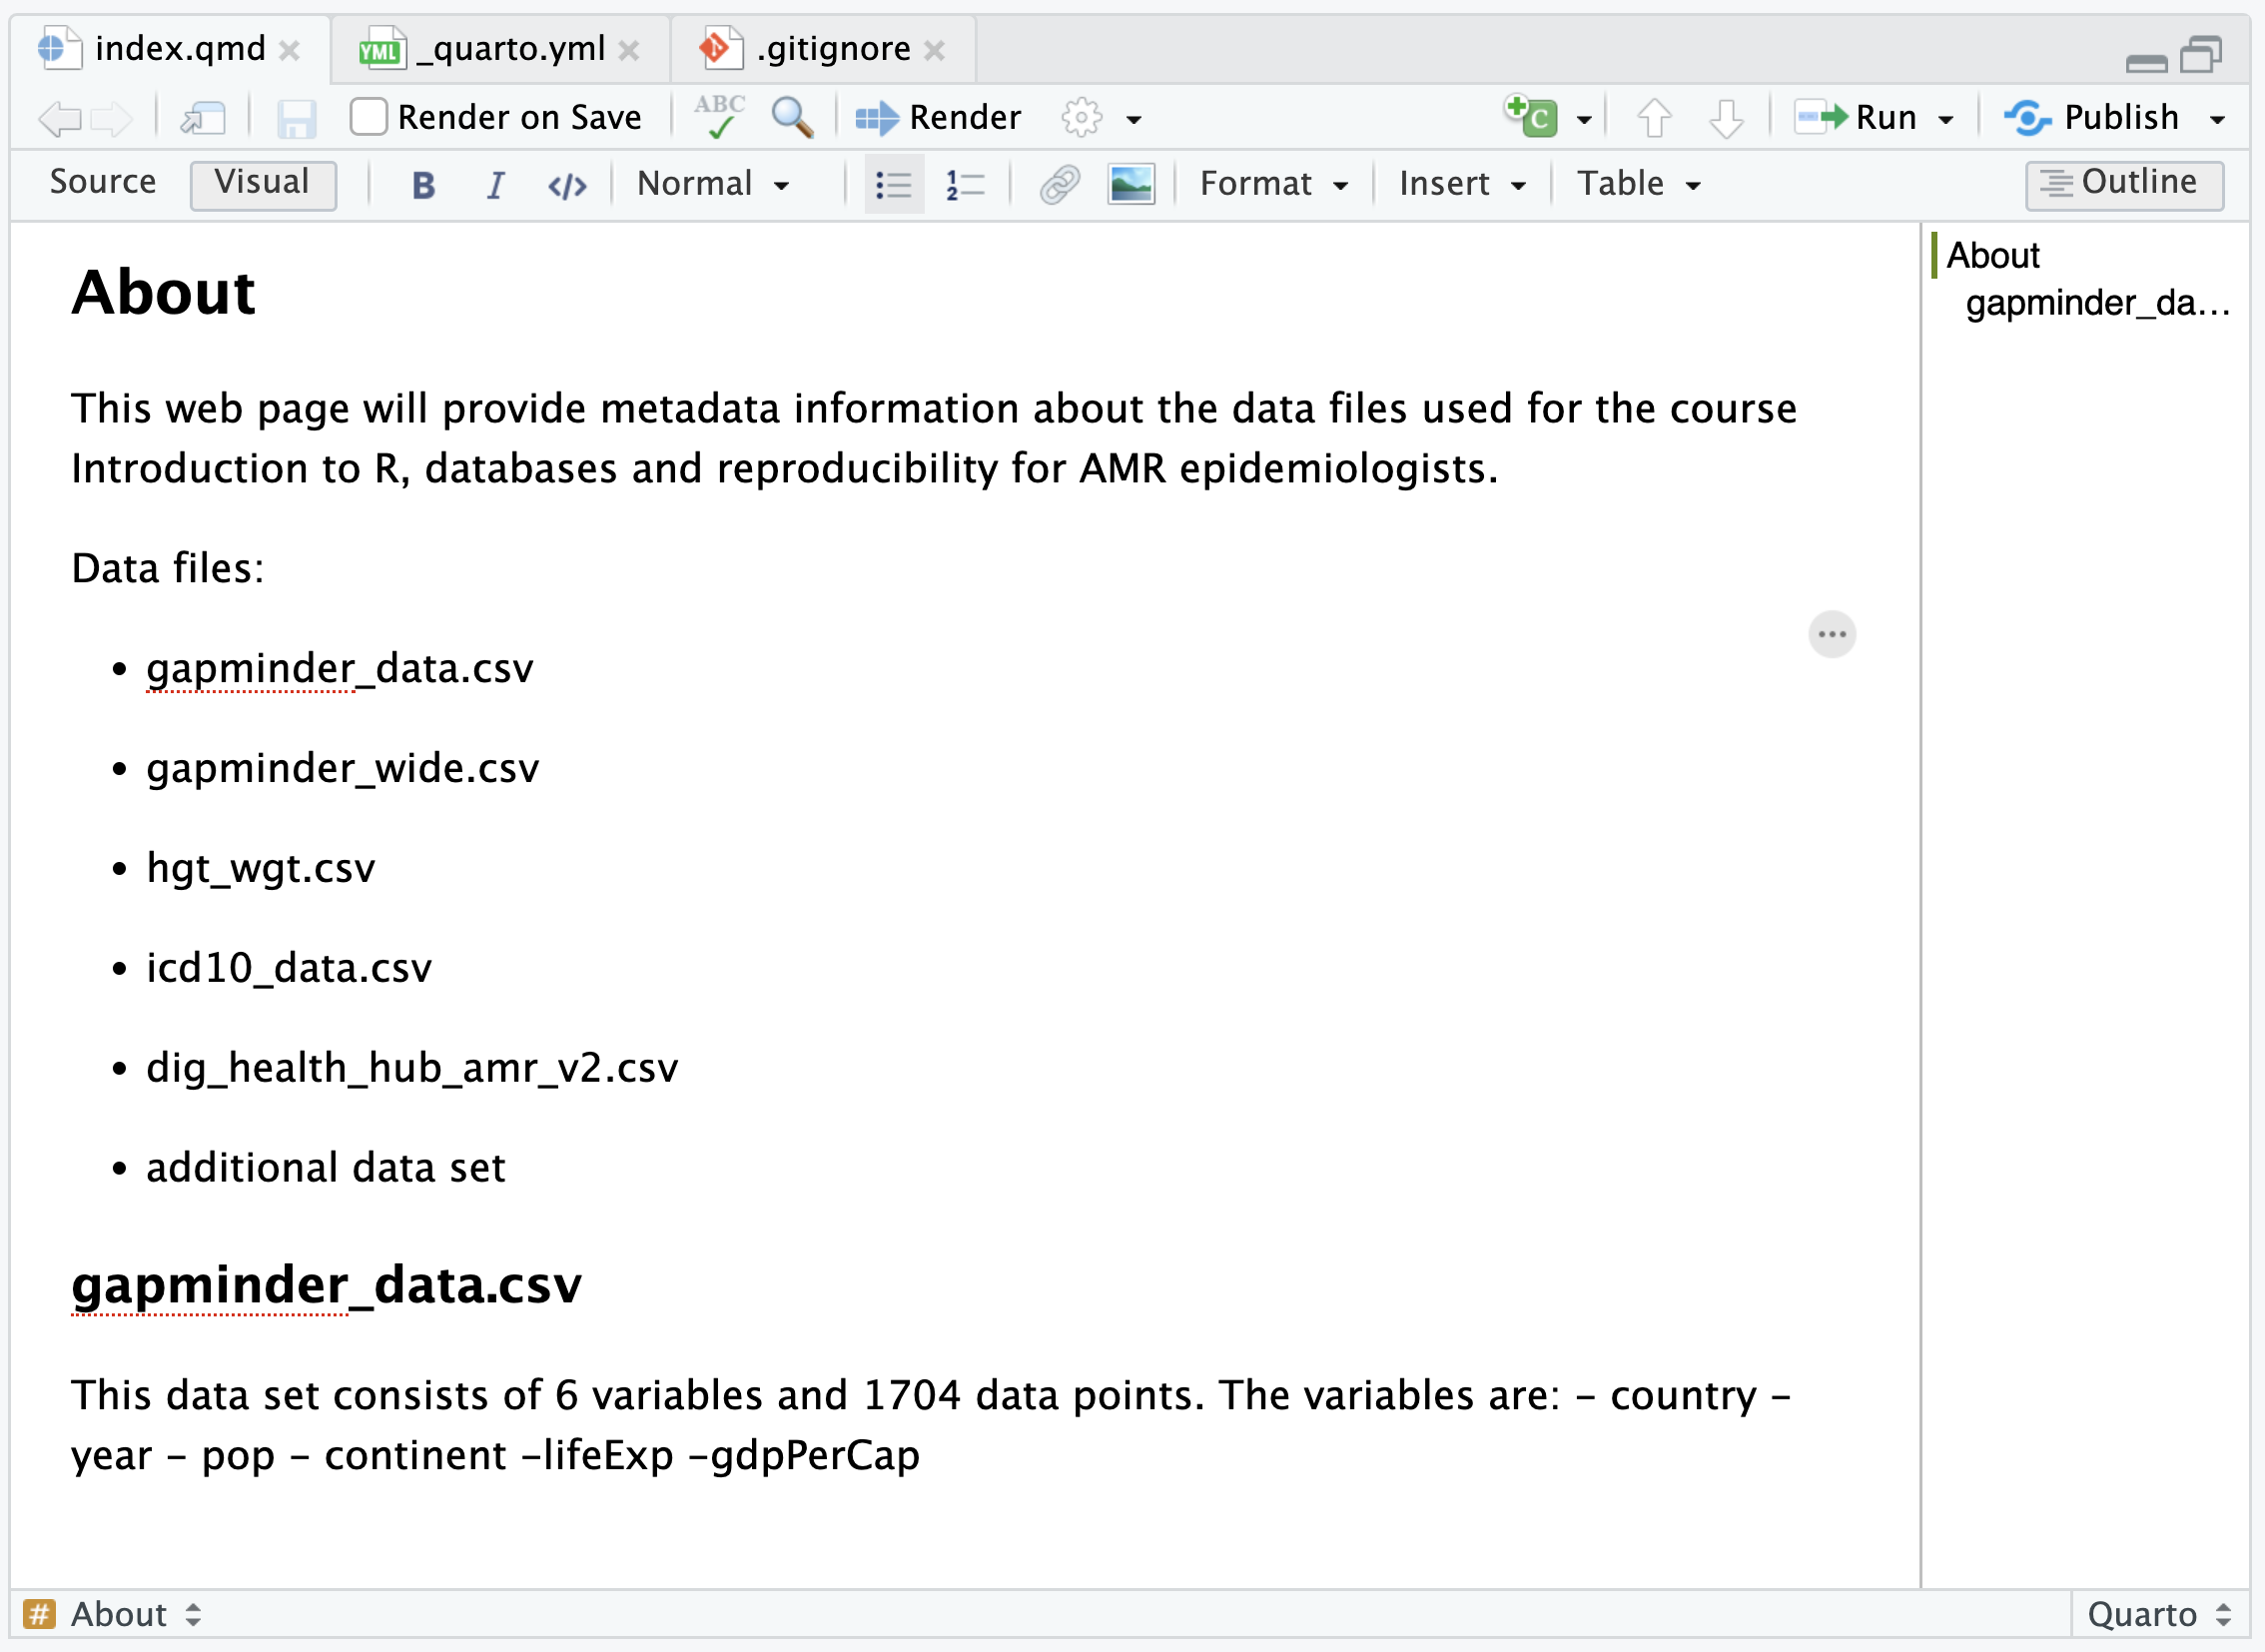 index.qmd _quarto.yml .gitignore
Render on Save ABC Render C Run Publish
Source Visual B I </> Normal 1 2 Format Insert Table Outline
About
This web page will provide metadata information about the data files used for the course
Introduction to R, databases and reproducibility for AMR epidemiologists.
Data files:
• gapminder_data.csv
• gapminder_wide.csv
• hgt_wgt.csv
• icd10_data.csv
• dig_health_hub_amr_v2.csv
• additional data set
gapminder_data.csv
This data set consists of 6 variables and 1704 data points. The variables are: - country -
year - pop - continent -lifeExp -gdpPerCap
About
gapminder_da...
# About
Quarto